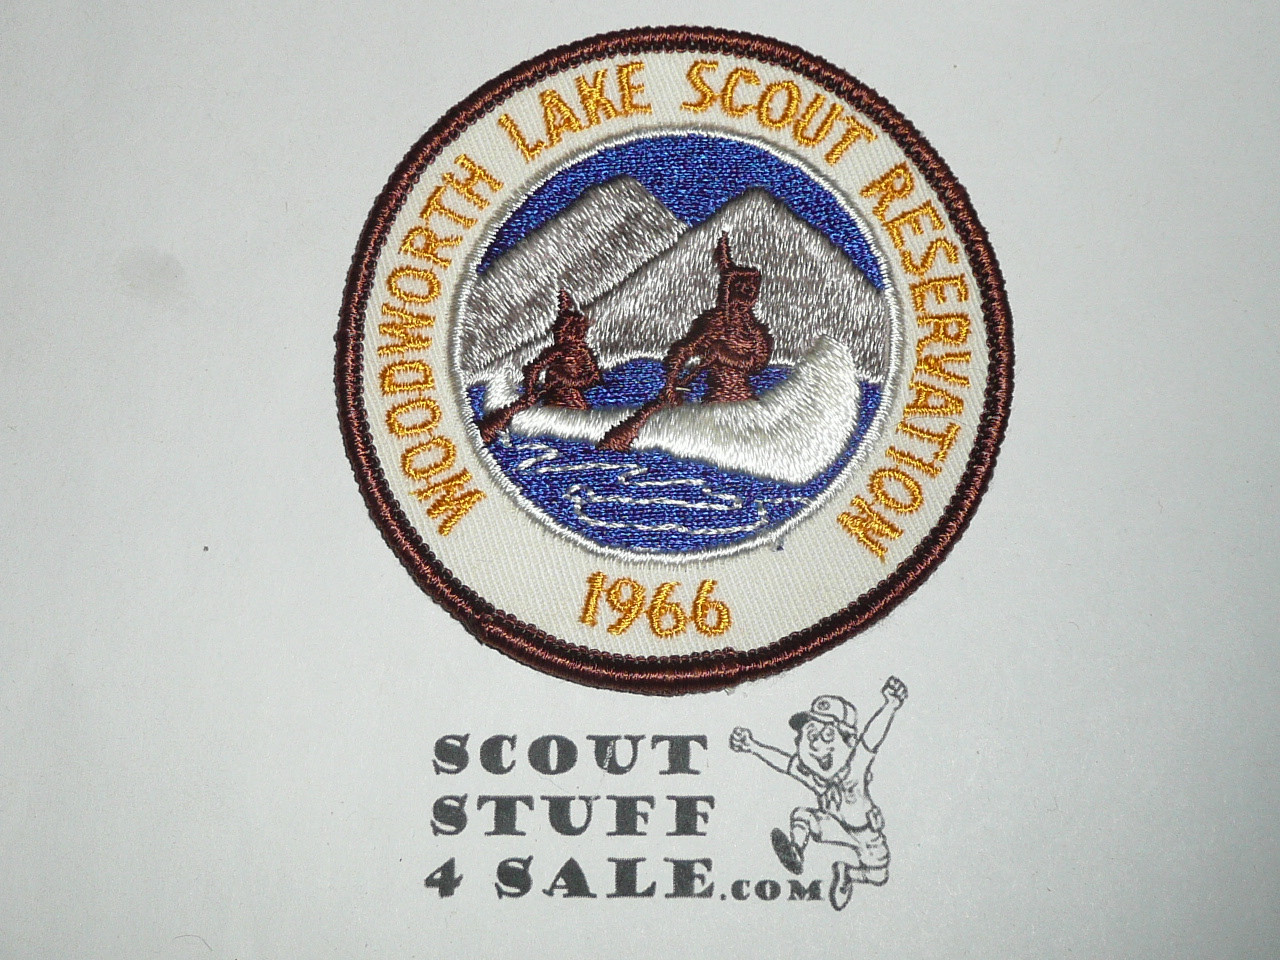 WOODWORTH LAKE SCOUT RESERVATION
1966
SCOUT
STUFF
4 SALE.COM